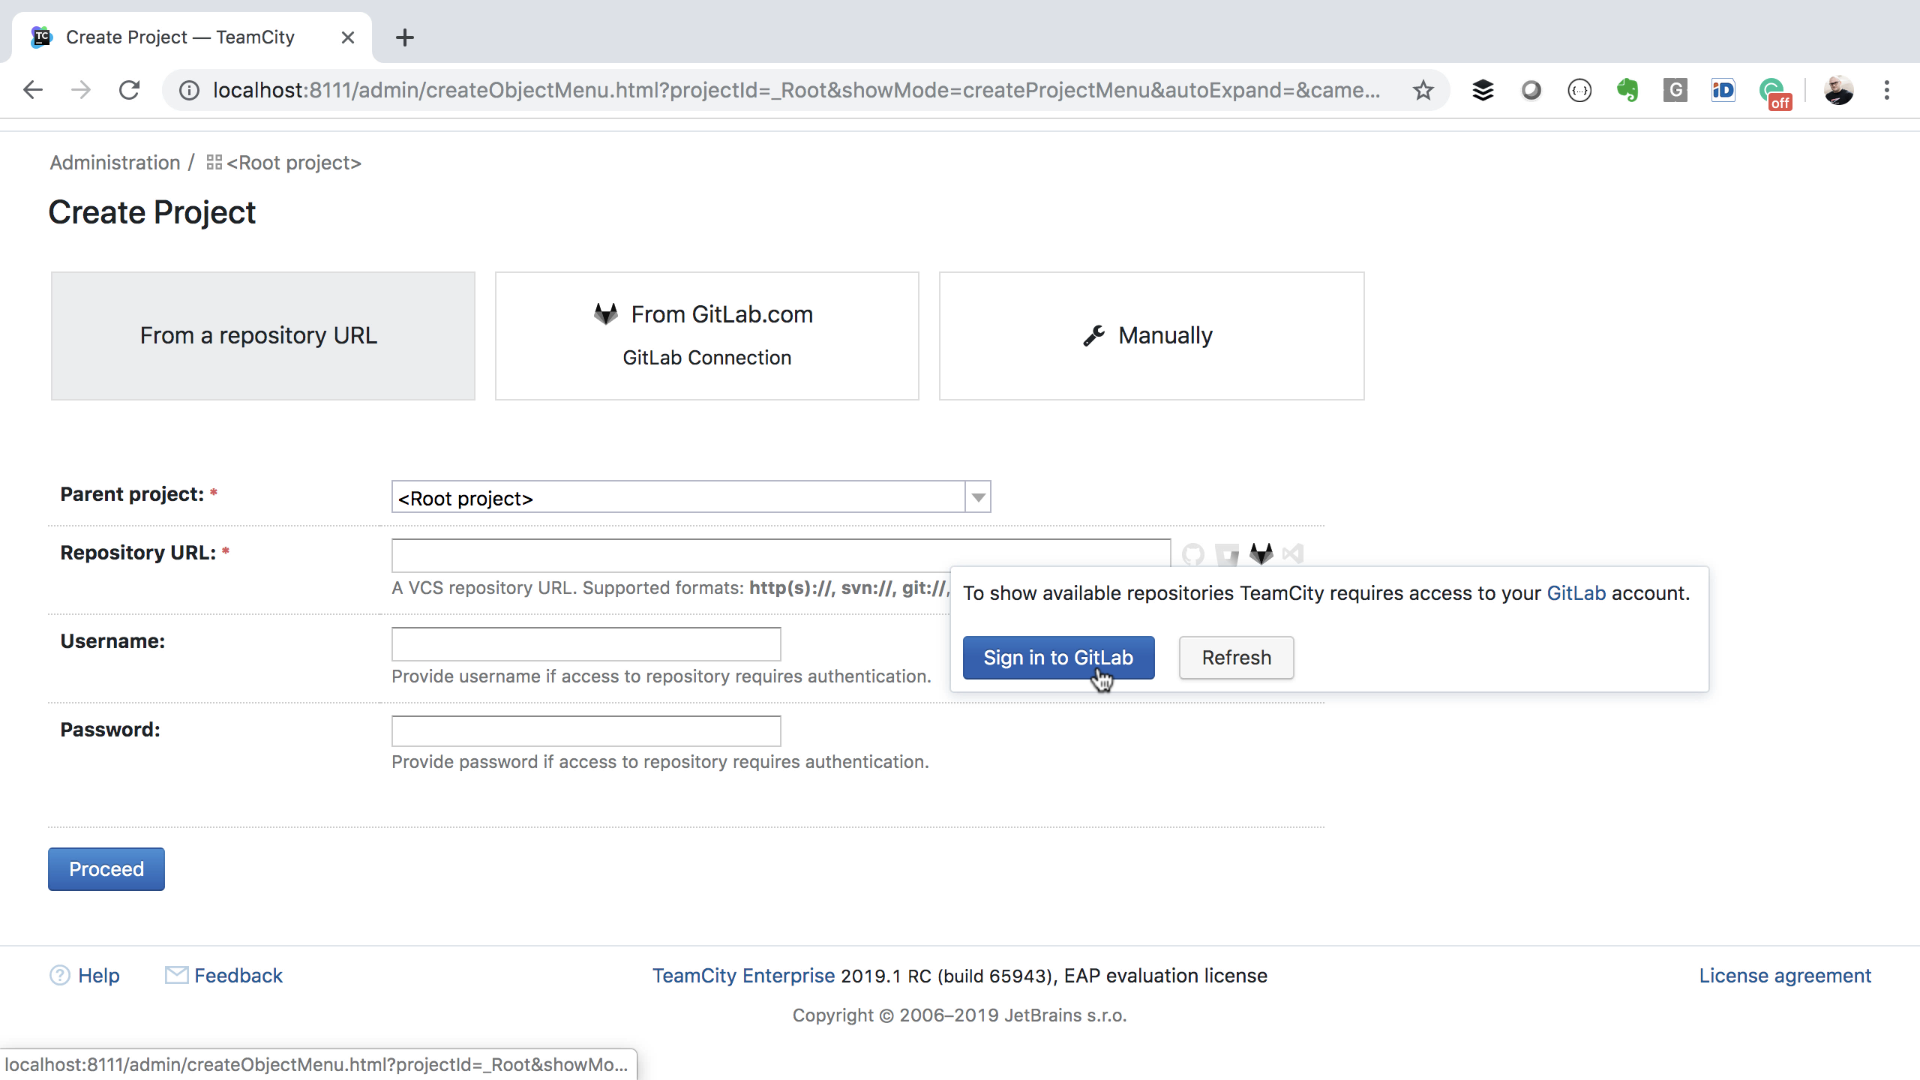 Create Project — TeamCity
localhost:8111/admin/createObjectMenu.html?projectId=_Root&showMode=createProjectMenu&autoExpand=&came...
off
Administration / <Root project>
Create Project
From a repository URL
From GitLab.com
GitLab Connection
Manually
Parent project: *
<Root project>
Repository URL: *
A VCS repository URL. Supported formats: http(s)://, svn://, git://,
To show available repositories TeamCity requires access to your GitLab account.
Sign in to GitLab
Refresh
Username:
Provide username if access to repository requires authentication.
Password:
Provide password if access to repository requires authentication.
Proceed
Help
Feedback
TeamCity Enterprise 2019.1 RC (build 65943), EAP evaluation license
License agreement
Copyright © 2006–2019 JetBrains s.r.o.
localhost:8111/admin/createObjectMenu.html?projectId=_Root&showMo...